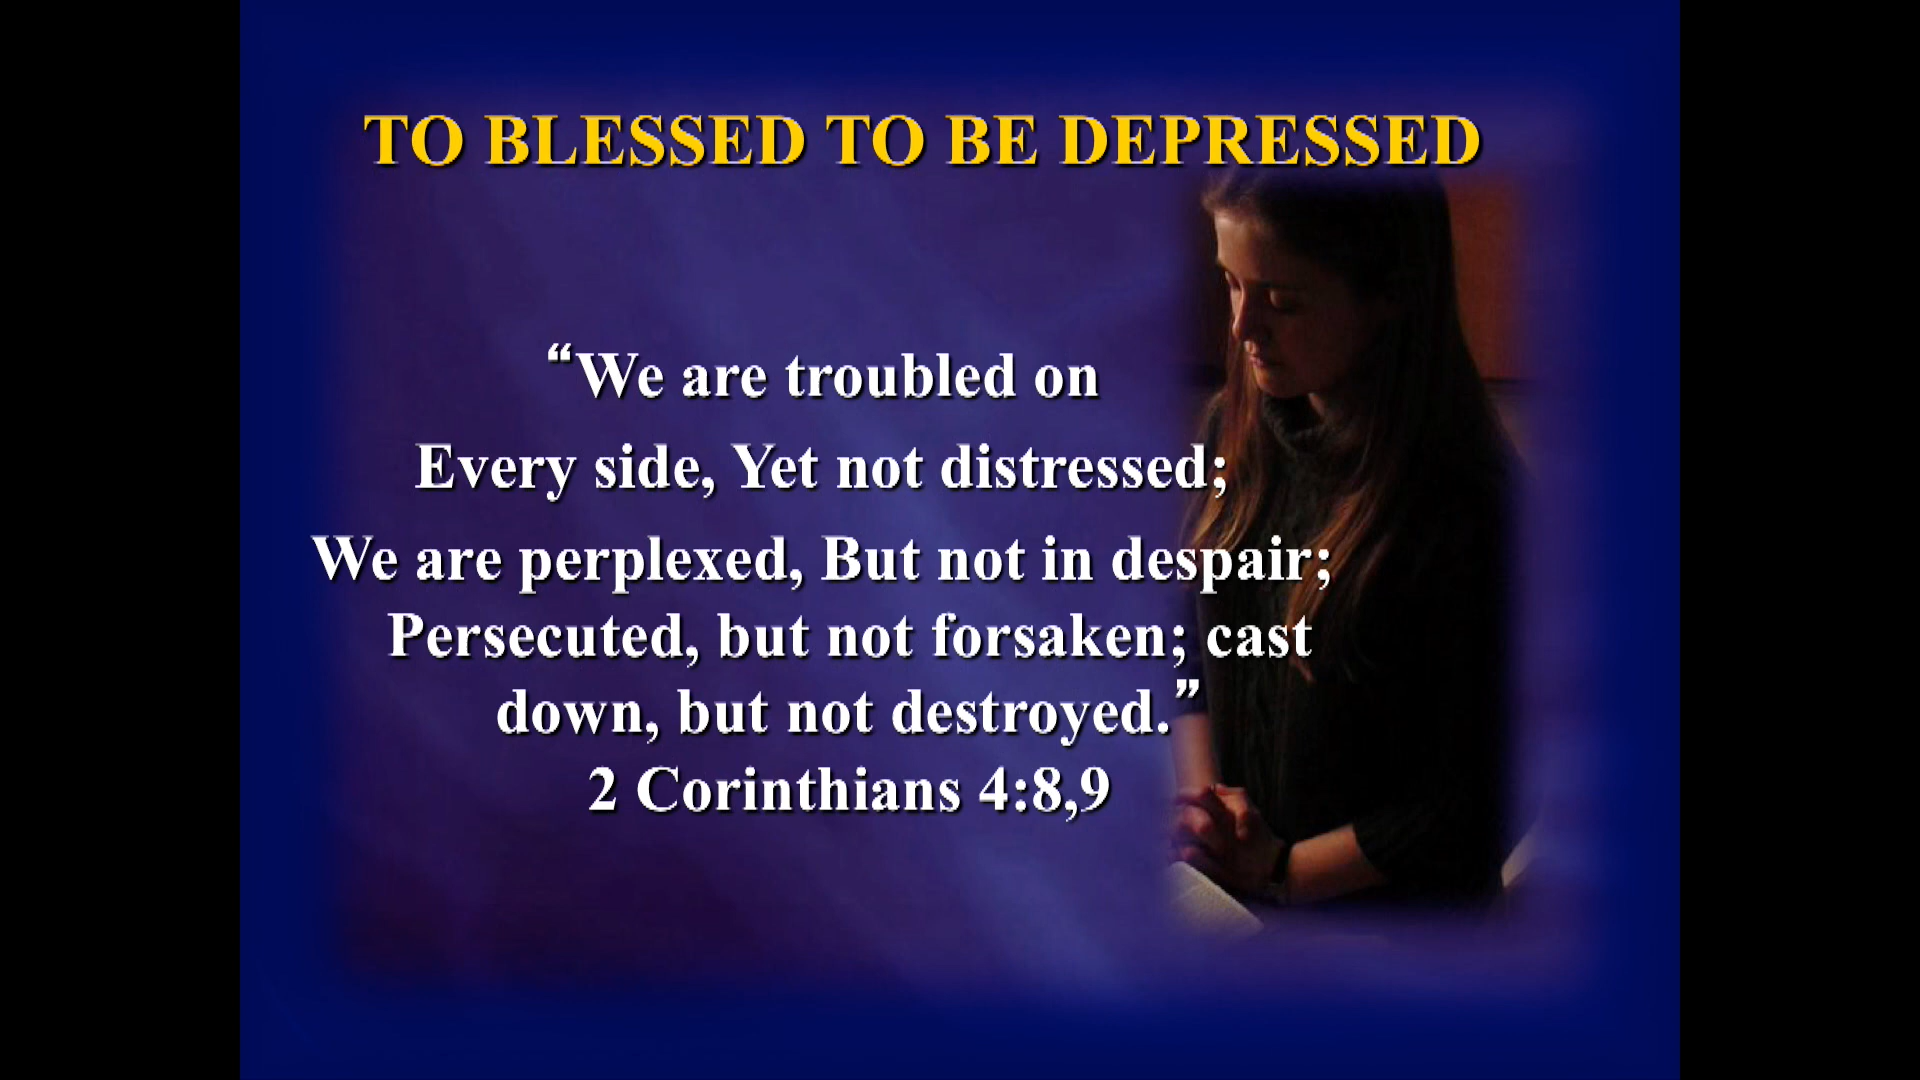 TO BLESSED TO BE DEPRESSED
“We are troubled on
Every side, Yet not distressed;
We are perplexed, But not in despair;
Persecuted, but not forsaken; cast
down, but not destroyed.”
2 Corinthians 4:8,9